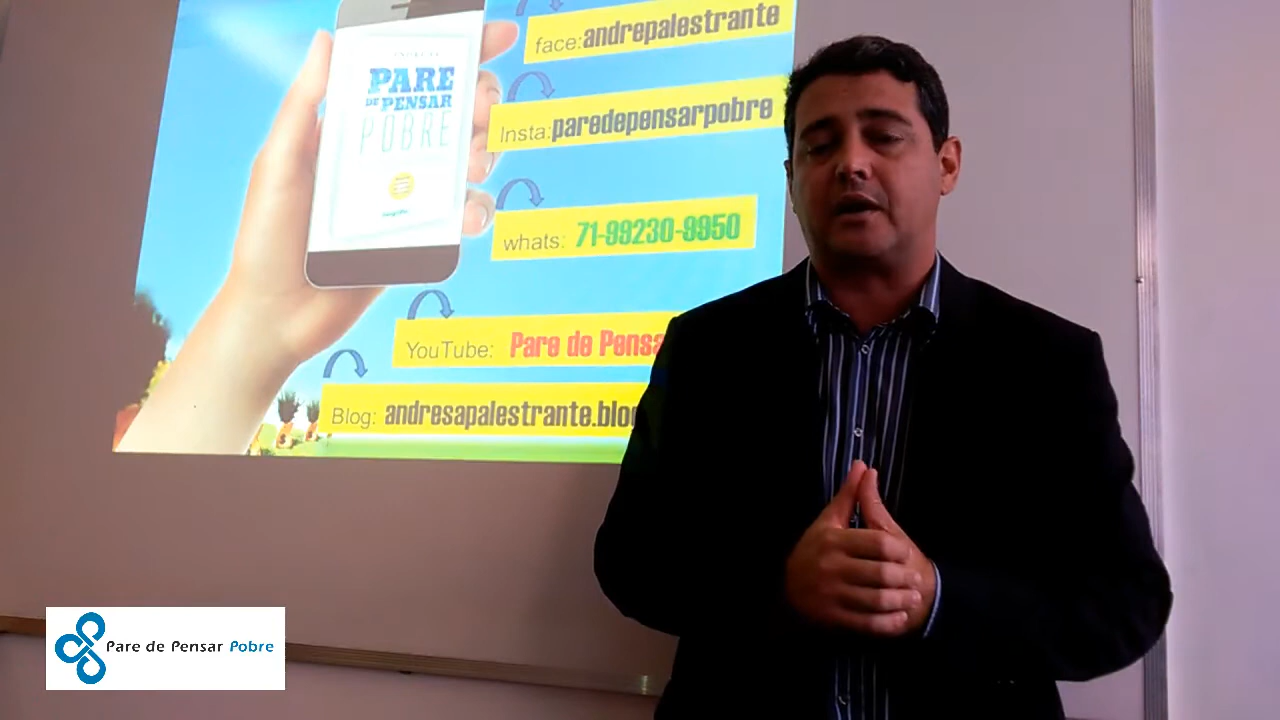 face:andrepalestrante
PARE
DE PENSAR
POBRE
Insta:paredepensarpobre
whats: 71-99230-9950
YouTube: Pare de Pensa
Blog: andresapalestrante.blog
Pare de Pensar Pobre